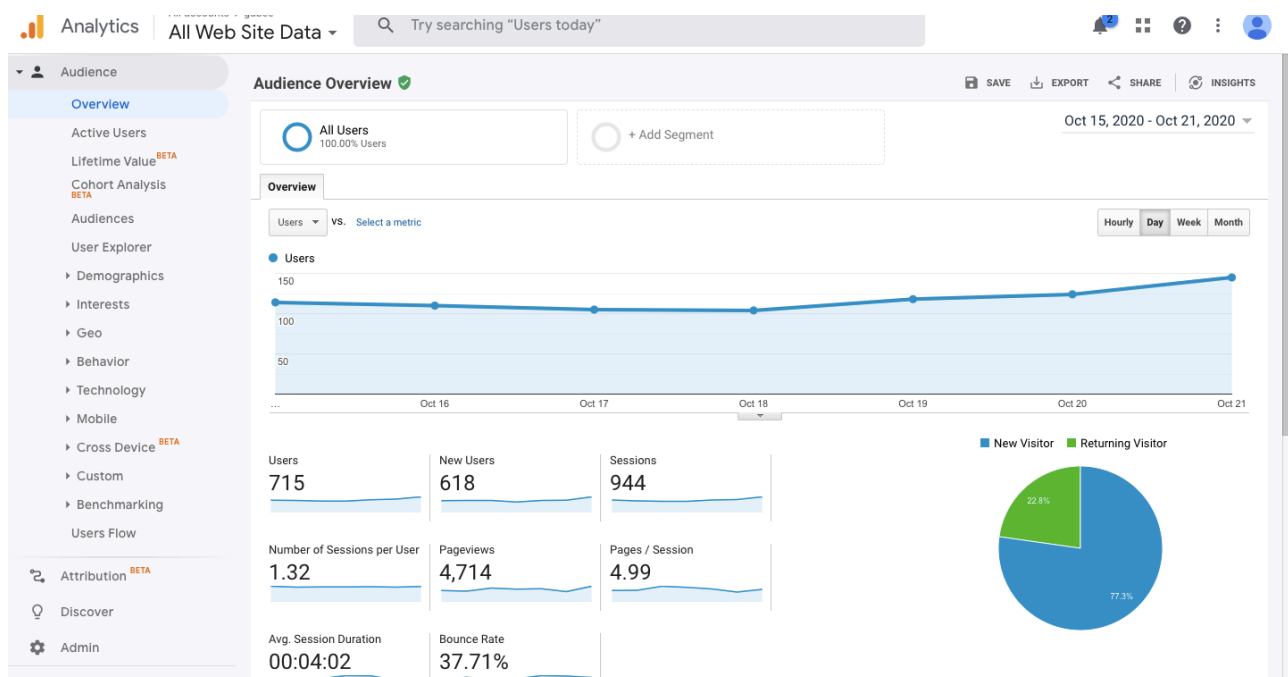 Analytics
All Web Site Data
Try searching “Users today”
2
Audience
Overview
Active Users
Lifetime Value BETA
Cohort Analysis
BETA
Audiences
User Explorer
Demographics
Interests
Geo
Behavior
Technology
Mobile
Cross Device BETA
Custom
Benchmarking
Users Flow
Attribution BETA
Discover
Admin
Audience Overview
SAVE
EXPORT
SHARE
INSIGHTS
All Users
100.00% Users
+ Add Segment
Oct 15, 2020 - Oct 21, 2020
Overview
Users
VS. Select a metric
Hourly Day Week Month
Users
150
100
50
... Oct 16 Oct 17 Oct 18 Oct 19 Oct 20 Oct 21
New Visitor Returning Visitor
Users
715
New Users
618
Sessions
944
Number of Sessions per User
1.32
Pageviews
4,714
Pages / Session
4.99
Avg. Session Duration
00:04:02
Bounce Rate
37.71%
22.8%
77.3%